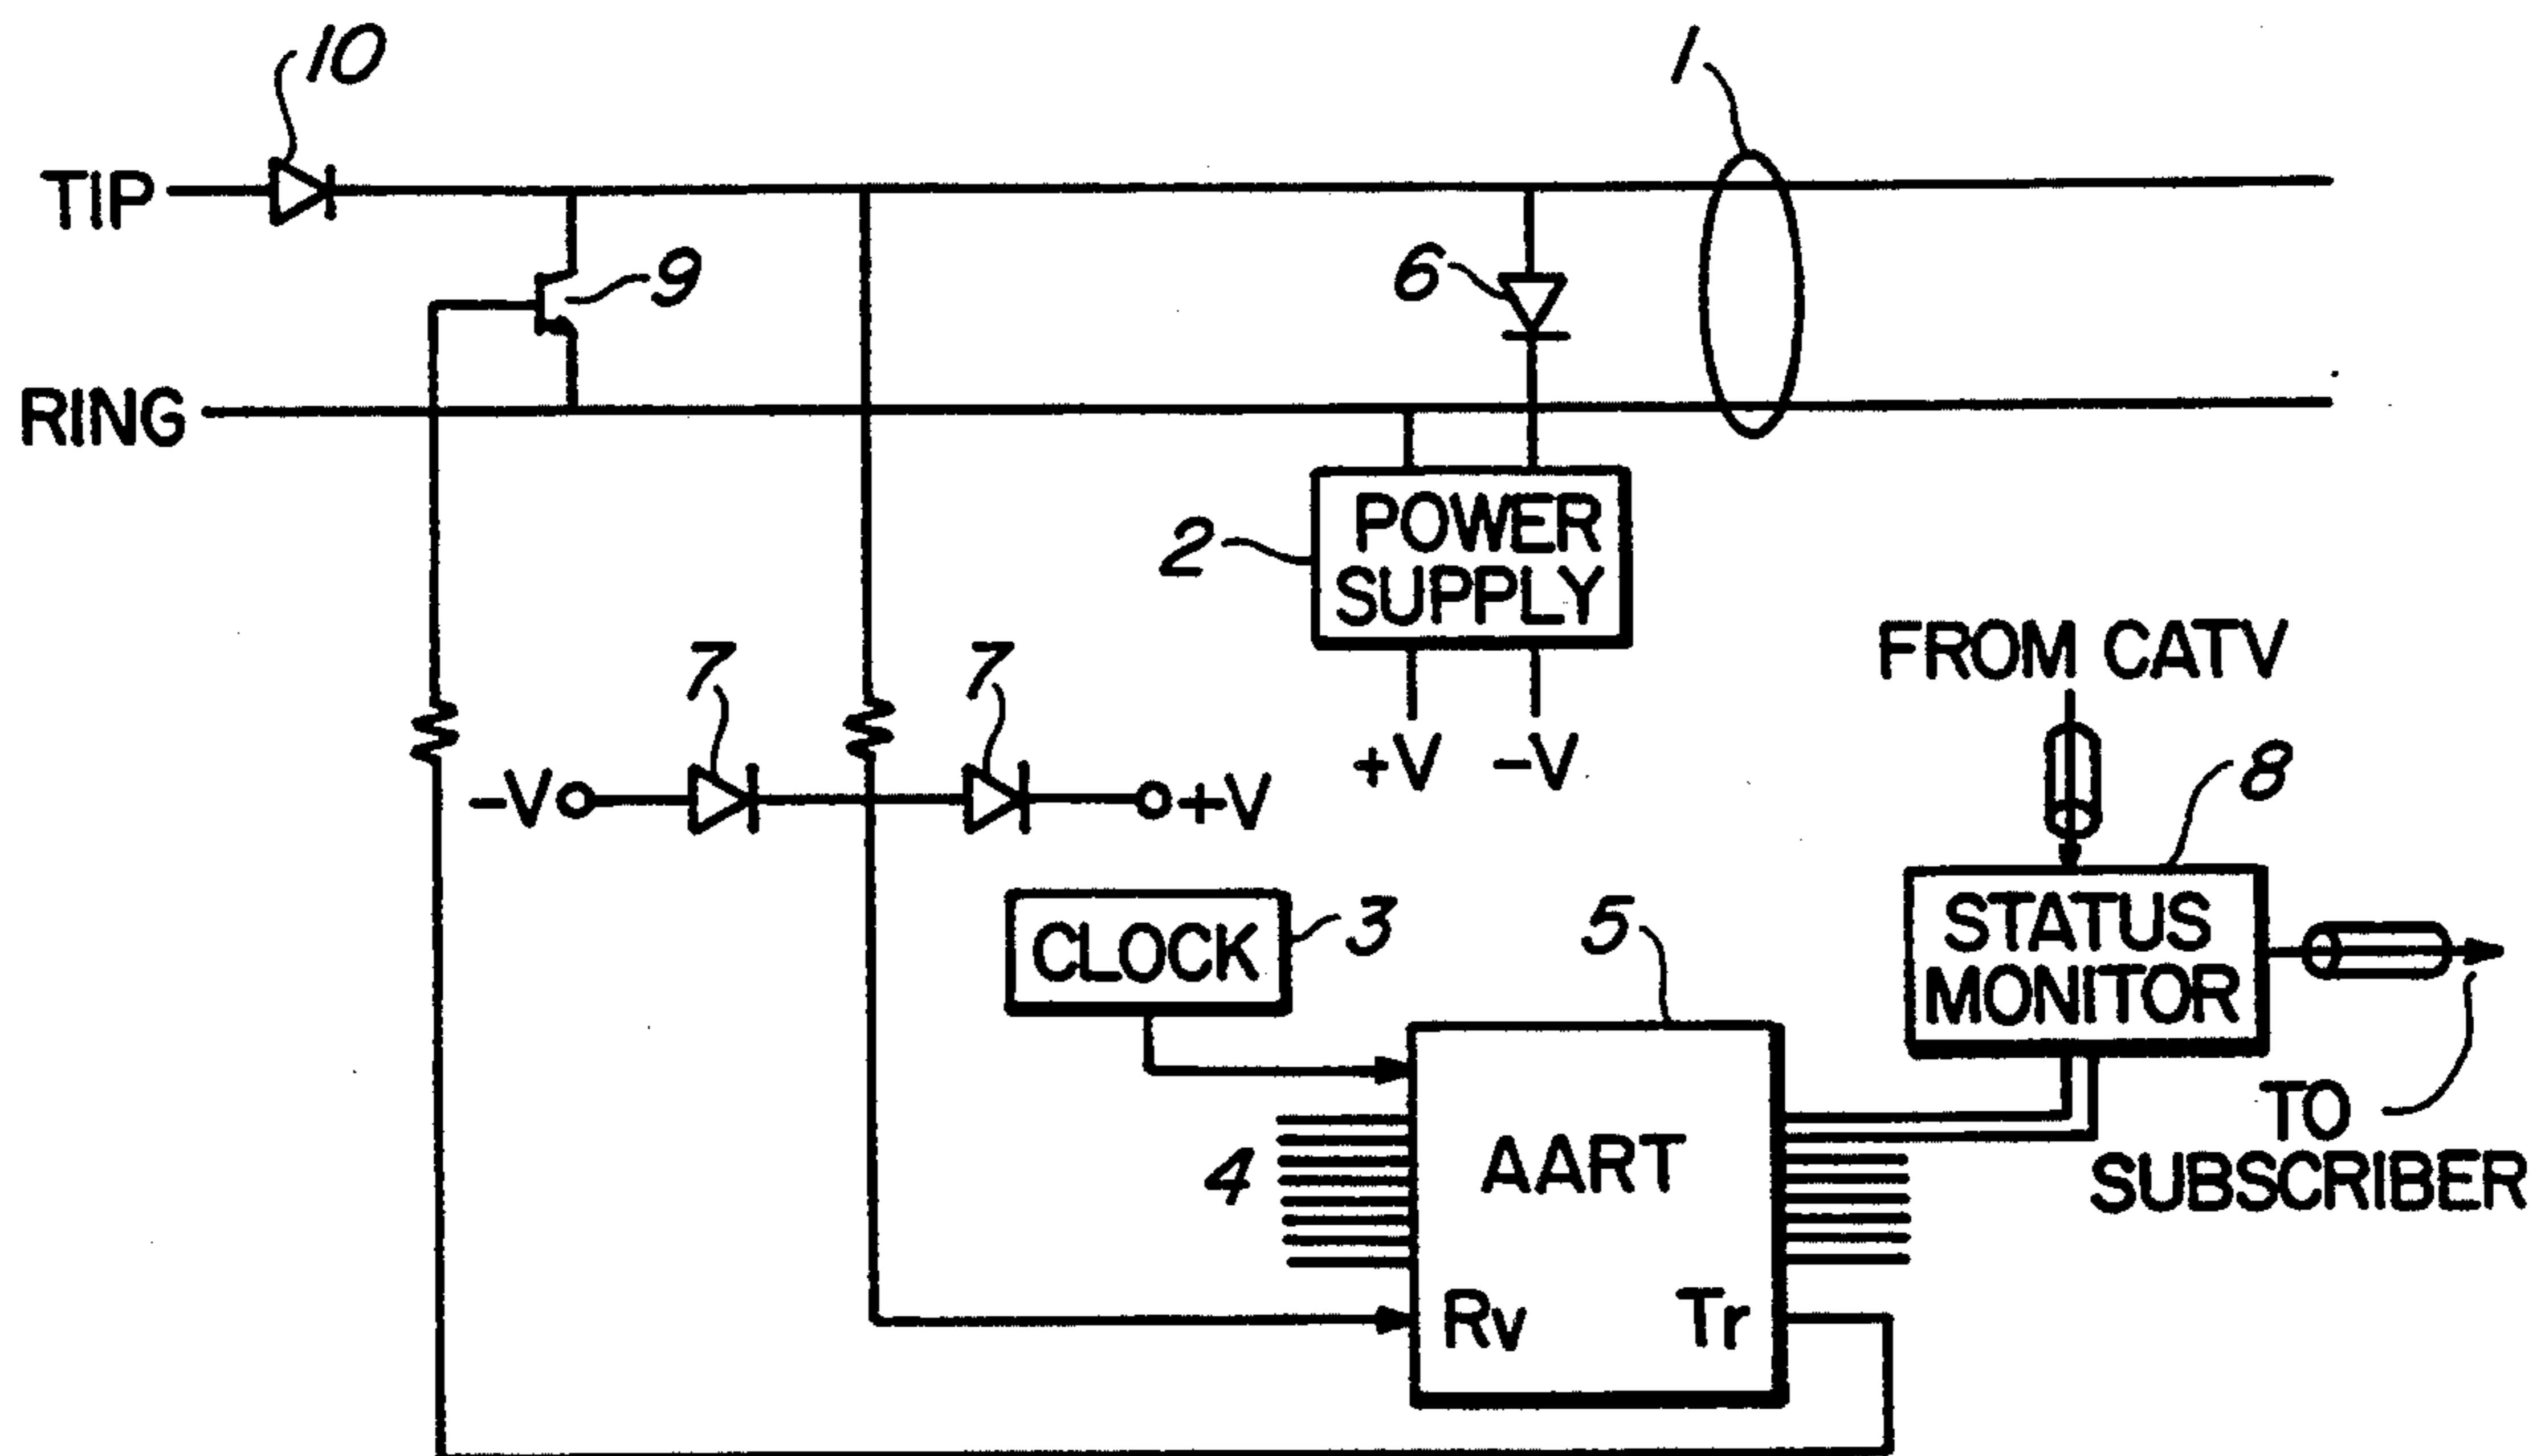 10
1
TIP
9
6
RING
POWER
SUPPLY
2
FROM CATV
7
7
+V -V
-V
+V
8
CLOCK
3
5
STATUS
MONITOR
4
AART
TO
SUBSCRIBER
Rv
Tr